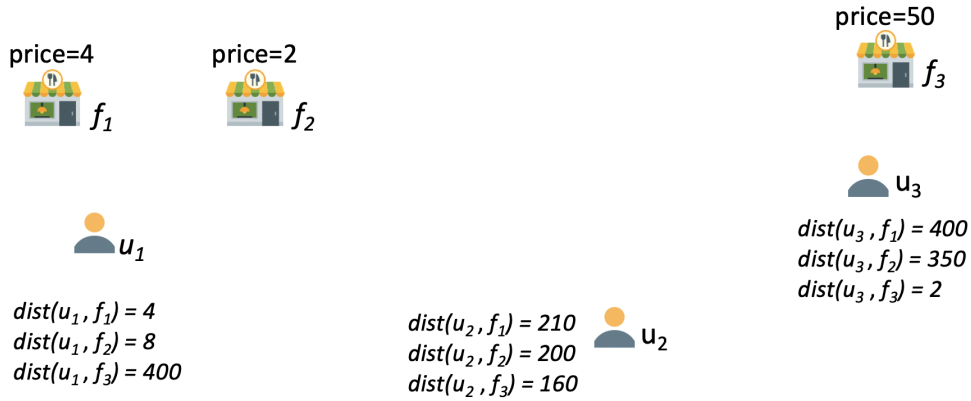 price=4
price=2
price=50
f₁
f₂
f₃
u₁
dist(u₁, f₁) = 4
dist(u₁, f₂) = 8
dist(u₁, f₃) = 400
dist(u₂, f₁) = 210
dist(u₂, f₂) = 200
dist(u₂, f₃) = 160
u₂
u₃
dist(u₃, f₁) = 400
dist(u₃, f₂) = 350
dist(u₃, f₃) = 2